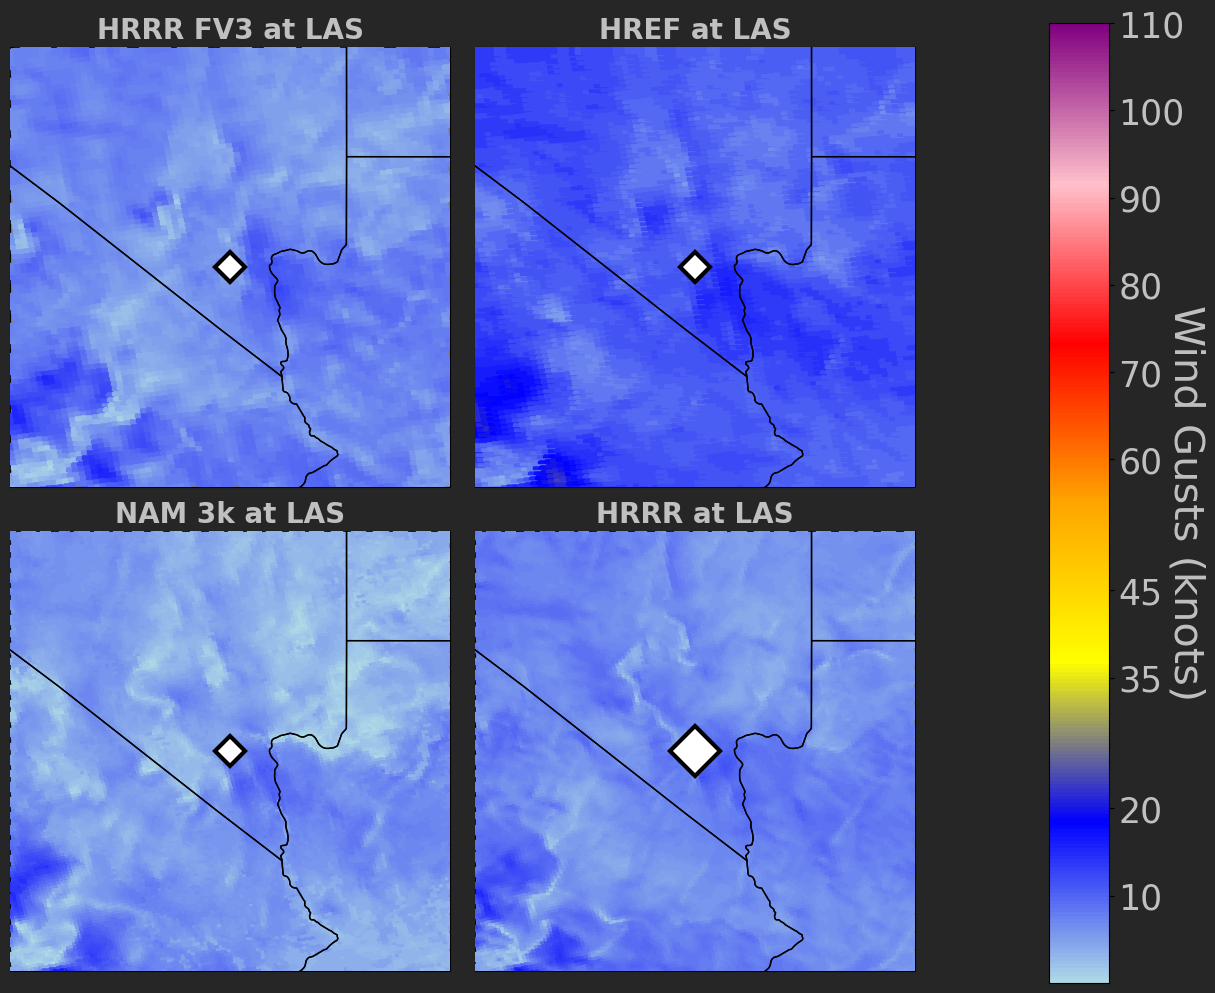 HRRR FV3 at LAS
HREF at LAS
NAM 3k at LAS
HRRR at LAS
110
100
90
80
70
60
45
35
20
10
Wind Gusts (knots)